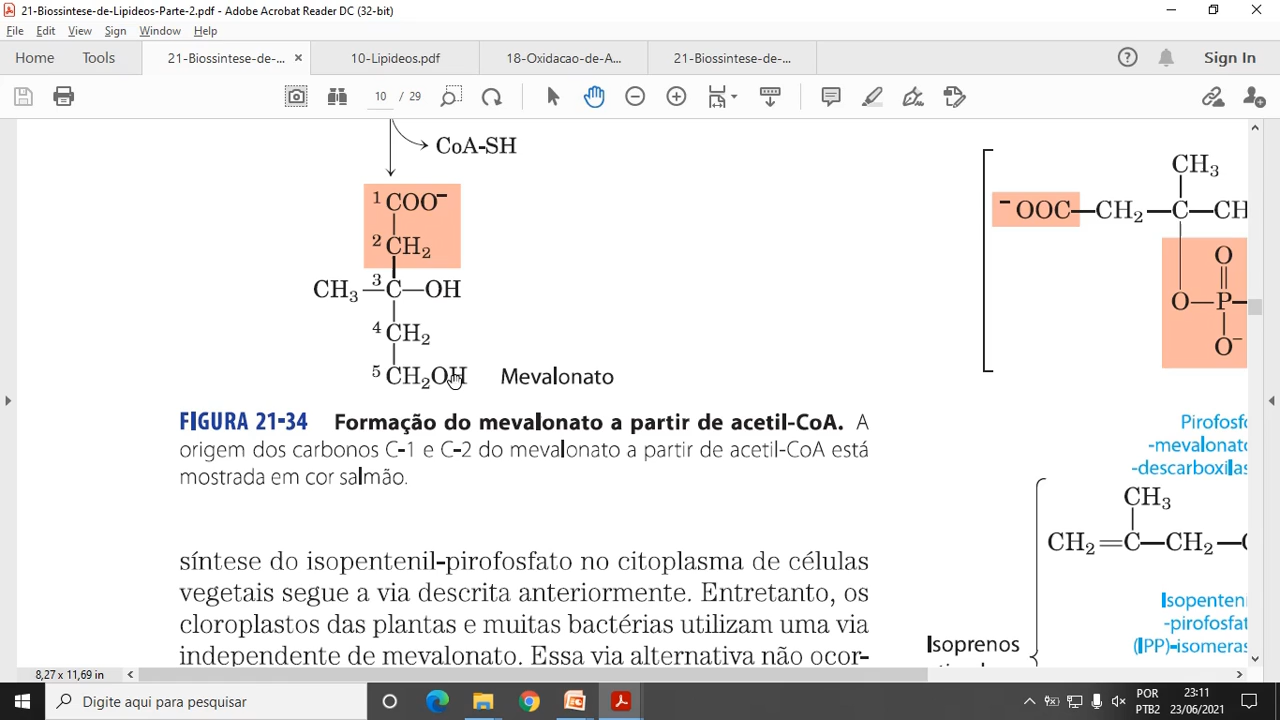 21-Biossintese-de-Lipideos-Parte-2.pdf - Adobe Acrobat Reader DC (32-bit)
File Edit View Sign Window Help
Home Tools 21-Biossintese-de-... × 10-Lipideos.pdf 18-Oxidacao-de-A... 21-Biossintese-de-... Sign In
10 / 29
CoA-SH
1 COO−
2 CH2
CH3—3C—OH
4 CH2
5 CH2OH Mevalonato
FIGURA 21-34 Formação do mevalonato a partir de acetil-CoA. A
origem dos carbonos C-1 e C-2 do mevalonato a partir de acetil-CoA está
mostrada em cor salmão.
síntese do isopentenil-pirofosfato no citoplasma de células
vegetais segue a via descrita anteriormente. Entretanto, os
cloroplastos das plantas e muitas bactérias utilizam uma via
independente de mevalonato. Essa via alternativa não ocor-
CH3
−OOC—CH2—C—CH
O
O—P
O−
Pirofosf
-mevalonato
-descarboxilas
CH3
CH2=C—CH2—
Isopenteni
-pirofosfat
(IPP)-isomeras
Isoprenos
8,27 x 11,69 in
Digite aqui para pesquisar
POR
PTB2
23:11
23/06/2021